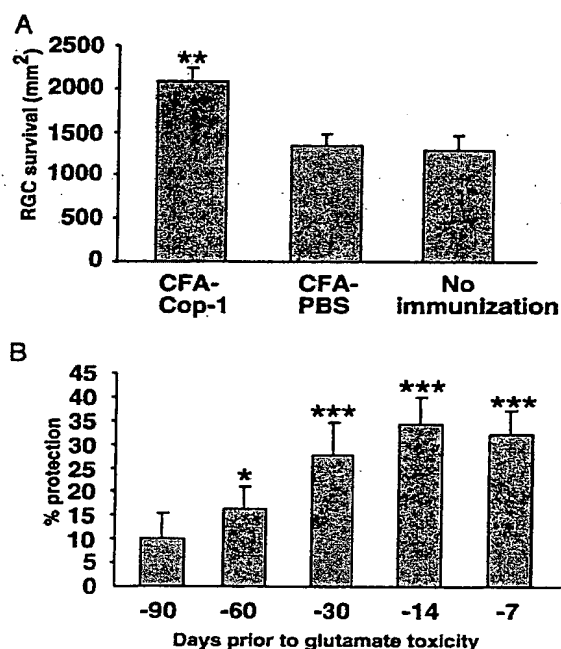 A
RGC survival (mm²)
2500
2000
1500
1000
500
0
**
CFA-
Cop-1
CFA-
PBS
No
immunization
B
% protection
45
40
35
30
25
20
15
10
5
0
*
***
***
***
-90 -60 -30 -14 -7
Days prior to glutamate toxicity